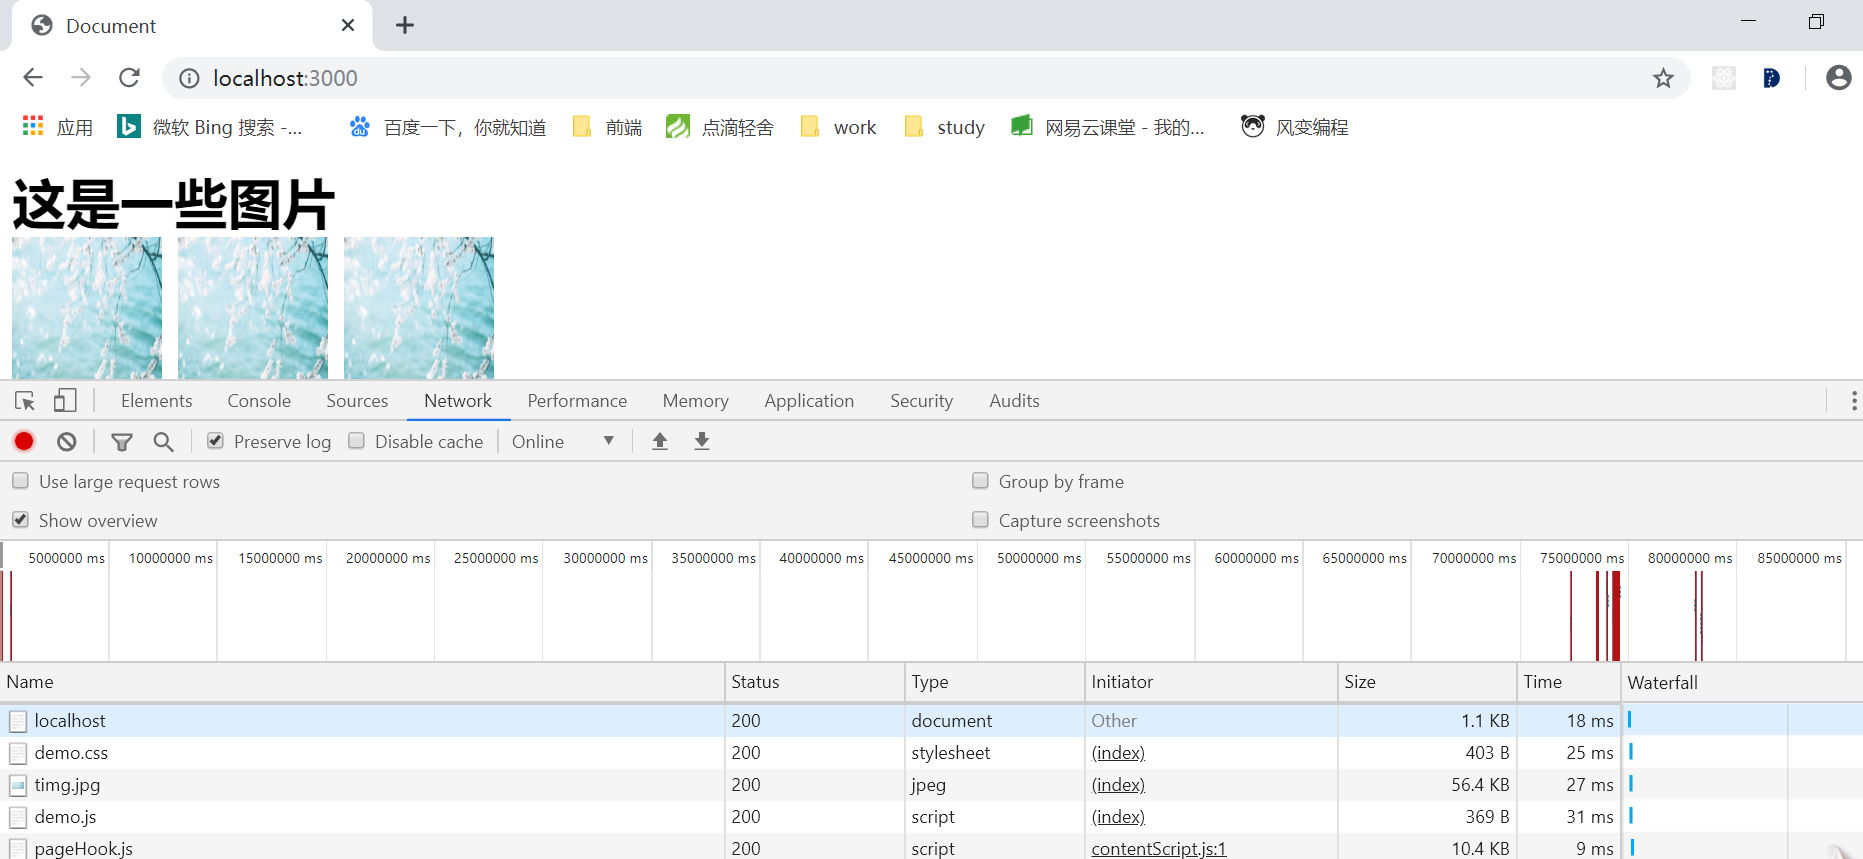 Document
localhost:3000
应用 微软 Bing 搜索 -... 百度一下，你就知道 前端 点滴轻舍 work study 网易云课堂 - 我的... 风变编程
这是一些图片
Elements Console Sources Network Performance Memory Application Security Audits
Preserve log Disable cache Online
Use large request rows Group by frame
Show overview Capture screenshots
5000000 ms 10000000 ms 15000000 ms 20000000 ms 25000000 ms 30000000 ms 35000000 ms 40000000 ms 45000000 ms 50000000 ms 55000000 ms 60000000 ms 65000000 ms 70000000 ms 75000000 ms 80000000 ms 85000000 ms
Name Status Type Initiator Size Time Waterfall
localhost 200 document Other 1.1 KB 18 ms
demo.css 200 stylesheet (index) 403 B 25 ms
timg.jpg 200 jpeg (index) 56.4 KB 27 ms
demo.js 200 script (index) 369 B 31 ms
pageHook.js 200 script contentScript.js:1 10.4 KB 9 ms